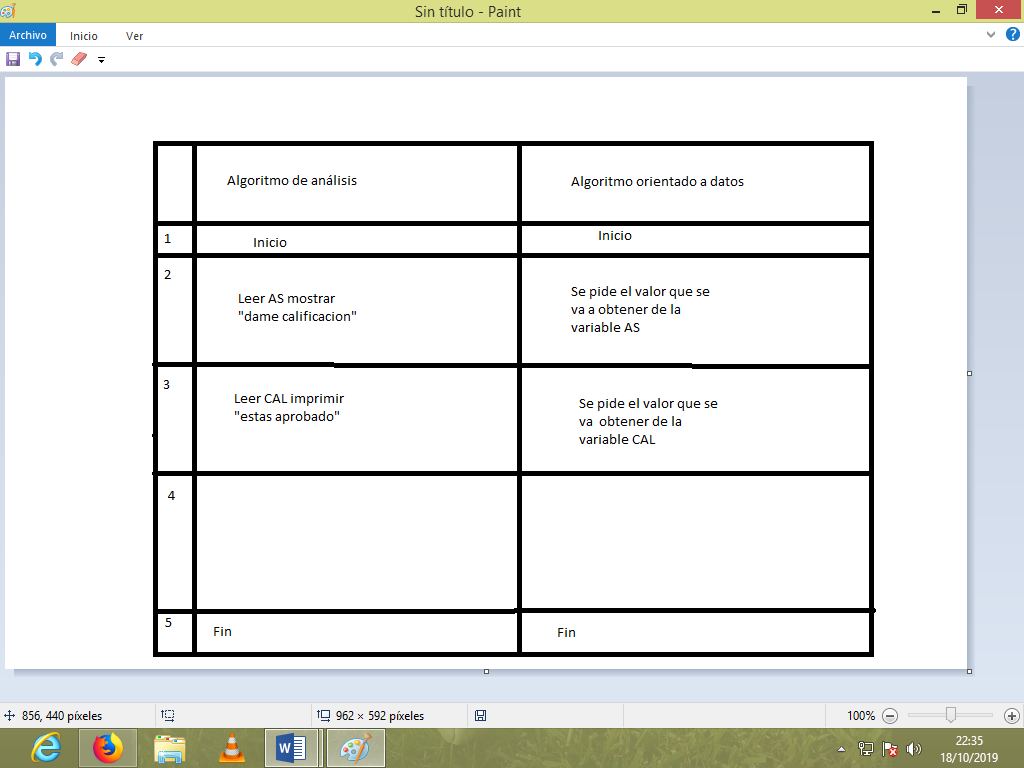 Sin título - Paint
Archivo
Inicio
Ver
Algoritmo de análisis
Algoritmo orientado a datos
1
Inicio
Inicio
2
Leer AS mostrar
"dame calificacion"
Se pide el valor que se
va a obtener de la
variable AS
3
Leer CAL imprimir
"estas aprobado"
Se pide el valor que se
va  obtener de la
variable CAL
4
5
Fin
Fin
856, 440 píxeles
962 × 592 píxeles
100%
22:35
18/10/2019